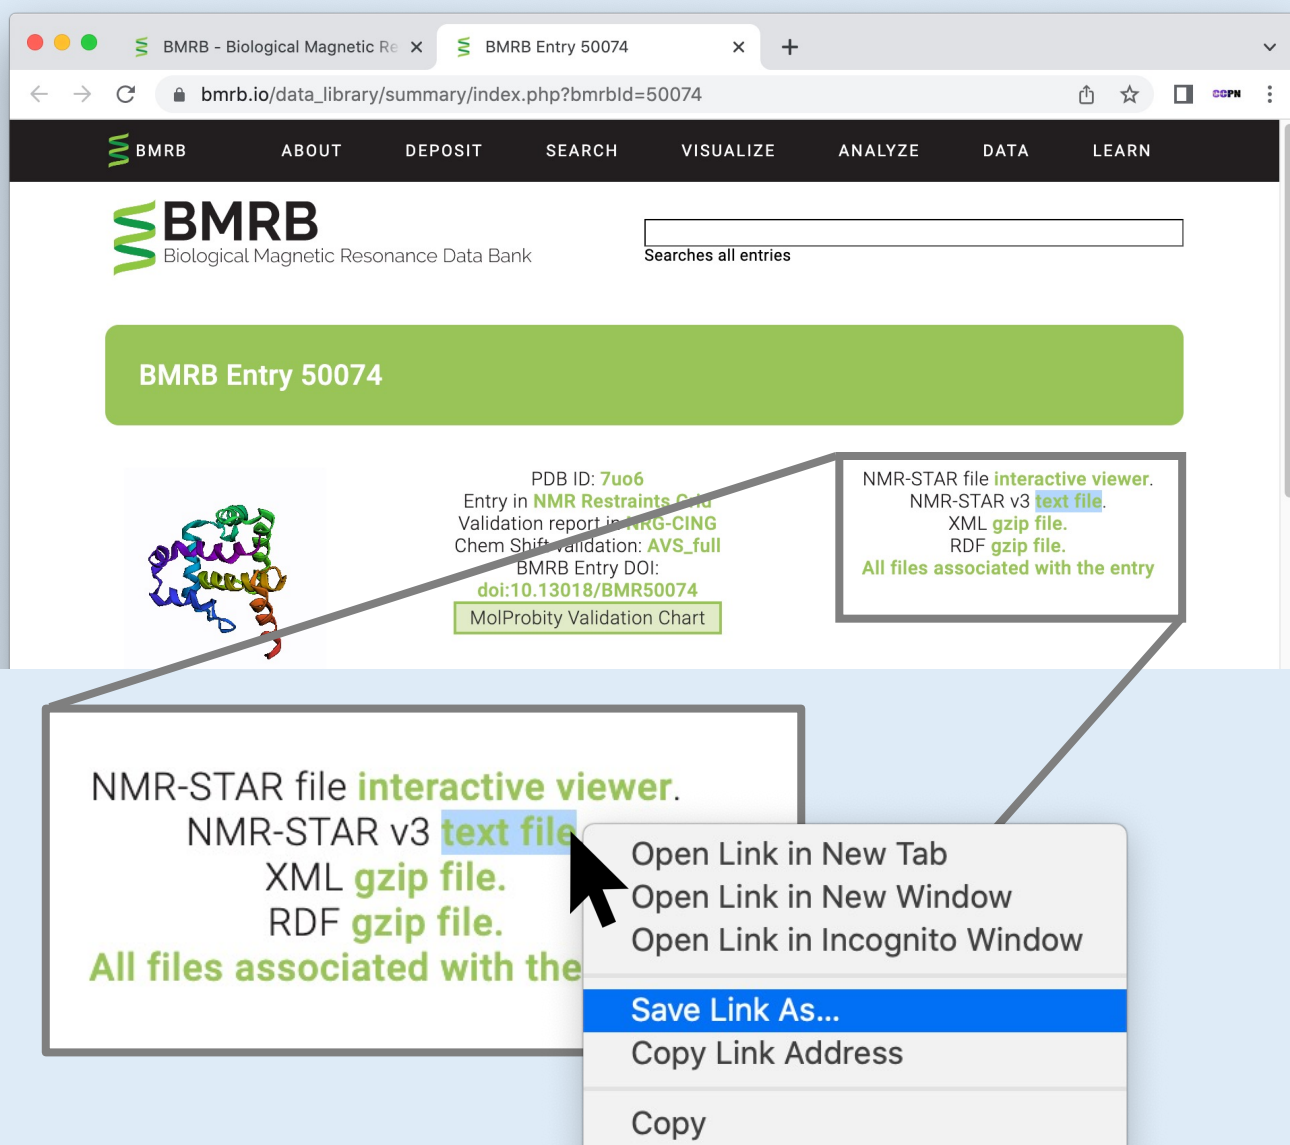 BMRB - Biological Magnetic Re
BMRB Entry 50074
bmrb.io/data_library/summary/index.php?bmrbId=50074
CCPN
BMRB ABOUT DEPOSIT SEARCH VISUALIZE ANALYZE DATA LEARN
BMRB
Biological Magnetic Resonance Data Bank
Searches all entries
BMRB Entry 50074
PDB ID: 7uo6
Entry in NMR Restraints Grid
Validation report in NRG-CING
Chem Shift validation: AVS_full
BMRB Entry DOI:
doi:10.13018/BMR50074
MolProbity Validation Chart
NMR-STAR file interactive viewer.
NMR-STAR v3 text file.
XML gzip file.
RDF gzip file.
All files associated with the entry
NMR-STAR file interactive viewer.
NMR-STAR v3 text file
XML gzip file.
RDF gzip file.
All files associated with the
Open Link in New Tab
Open Link in New Window
Open Link in Incognito Window
Save Link As...
Copy Link Address
Copy